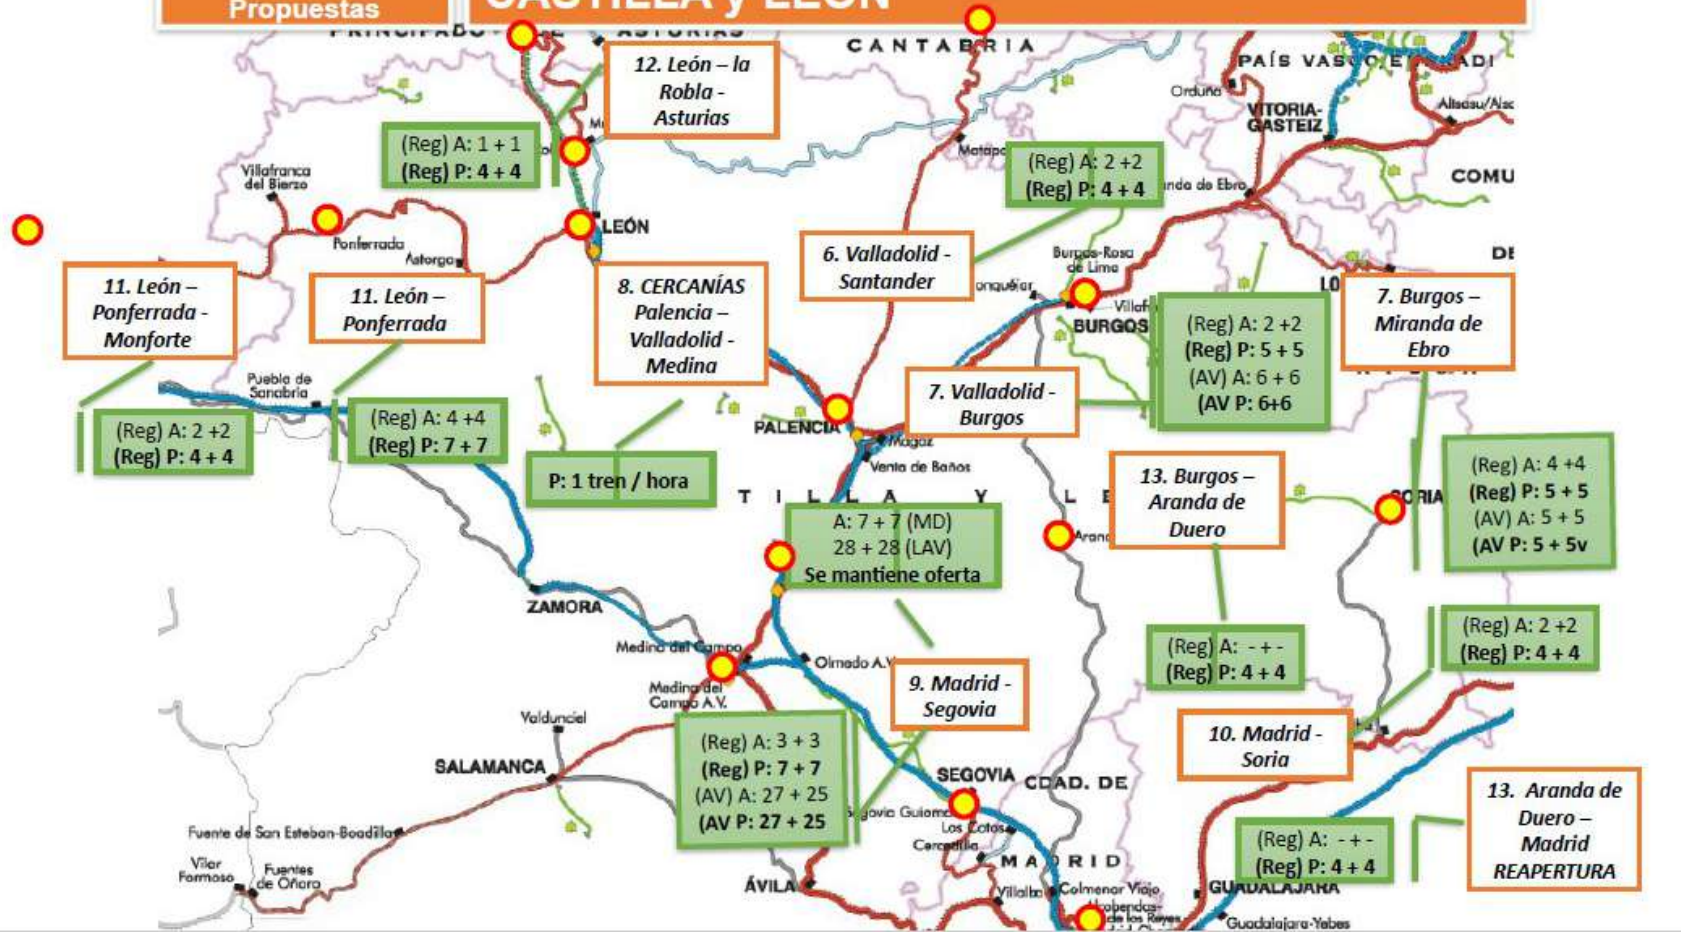 Propuestas
CASTILLA y LEÓN
ASTURIAS
CANTABRIA
PAÍS VASCO
12. León – la
Robla -
Asturias
Orduña
VITORIA-
GASTEIZ
(Reg) A: 1 + 1
(Reg) P: 4 + 4
(Reg) A: 2 +2
(Reg) P: 4 + 4
COMU
Villafranca
del Bierzo
LEÓN
Ponferrada
Astorga
6. Valladolid -
Santander
Burgos-Rosa
de Lima
BURGOS
11. León –
Ponferrada -
Monforte
11. León –
Ponferrada
8. CERCANÍAS
Palencia –
Valladolid -
Medina
(Reg) A: 2 +2
(Reg) P: 5 + 5
(AV) A: 6 + 6
(AV P: 6+6
7. Burgos –
Miranda de
Ebro
Puebla de
Sanabria
7. Valladolid -
Burgos
(Reg) A: 2 +2
(Reg) P: 4 + 4
(Reg) A: 4 +4
(Reg) P: 7 + 7
PALENCIA
Magaz
Venta de Baños
P: 1 tren / hora
T I L L A Y L E
13. Burgos –
Aranda de
Duero
SORIA
(Reg) A: 4 +4
(Reg) P: 5 + 5
(AV) A: 5 + 5
(AV P: 5 + 5v
A: 7 + 7 (MD)
28 + 28 (LAV)
Se mantiene oferta
ZAMORA
Medina del Campo
Olmedo A.V.
Medina del
Campo A.V.
(Reg) A: - + -
(Reg) P: 4 + 4
(Reg) A: 2 +2
(Reg) P: 4 + 4
9. Madrid -
Segovia
Valdunciel
SALAMANCA
(Reg) A: 3 + 3
(Reg) P: 7 + 7
(AV) A: 27 + 25
(AV P: 27 + 25
10. Madrid -
Soria
SEGOVIA
CDAD. DE
MADRID
Segovia Guiomar
Los Cotos
Cercedilla
13. Aranda de
Duero –
Madrid
REAPERTURA
(Reg) A: - + -
(Reg) P: 4 + 4
Fuente de San Esteban-Boadilla
Vilar
Formoso
Fuentes
de Oñoro
ÁVILA
Villalba
Colmenar Viejo
GUADALAJARA
Guadalajara-Yebes